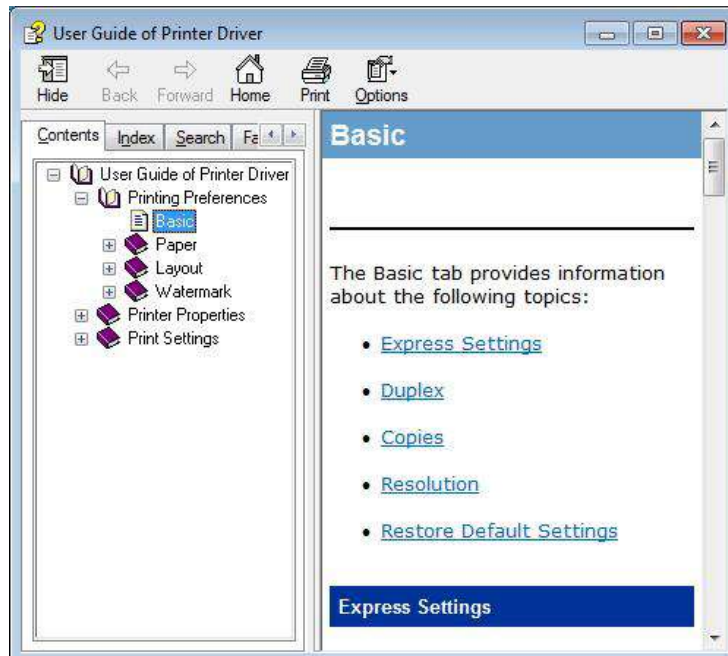 User Guide of Printer Driver
Hide Back Forward Home Print Options
Contents Index Search Fa
User Guide of Printer Driver
Printing Preferences
Basic
Paper
Layout
Watermark
Printer Properties
Print Settings
Basic
The Basic tab provides information
about the following topics:
• Express Settings
• Duplex
• Copies
• Resolution
• Restore Default Settings
Express Settings